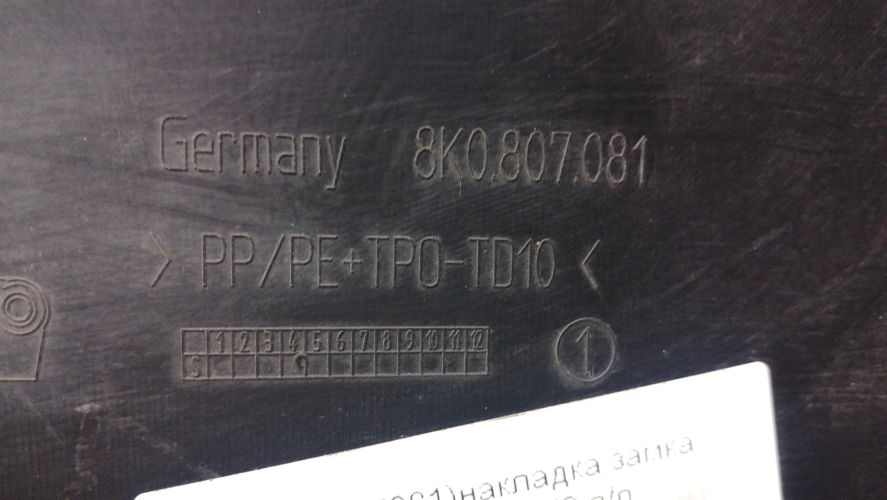 Germany 8K0.807.081
> PP/PE+TPO-TD10 <
1 2 3 4 5 6 7 8 9 10 11 12
1
накладка замка